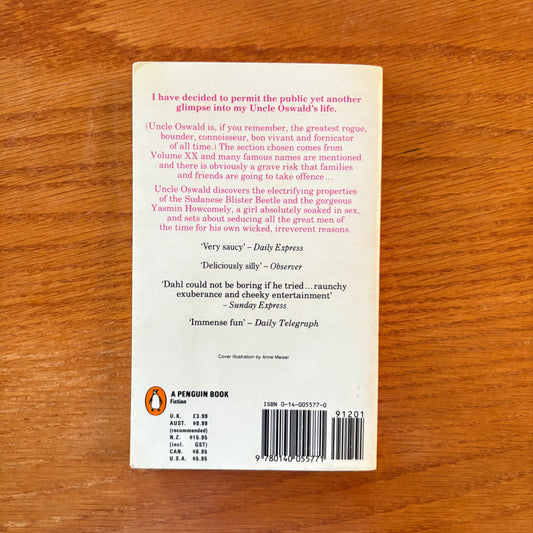 I have decided to permit the public yet another
glimpse into my Uncle Oswald's life.
(Uncle Oswald is, if you remember, the greatest rogue,
bounder, connoisseur, bon vivant and fornicator
of all time.) The section chosen comes from
Volume XX and many famous names are mentioned
and there is obviously a grave risk that families
and friends are going to take offence...
Uncle Oswald discovers the electrifying properties
of the Sudanese Blister Beetle and the gorgeous
Yasmin Howcomely, a girl absolutely soaked in sex,
and sets about seducing all the great men of
the time for his own wicked, irreverent reasons.
'Very saucy' – Daily Express
'Deliciously silly' – Observer
'Dahl could not be boring if he tried...raunchy
exuberance and cheeky entertainment'
– Sunday Express
'Immense fun' – Daily Telegraph
Cover illustration by Anne Meisel
A PENGUIN BOOK
Fiction
U.K. £3.99
AUST. $9.99
(recommended)
N.Z. $15.95
(incl. GST)
CAN. $6.95
U.S.A. $5.95
ISBN 0-14-005577-0
91201
9 780140 055771